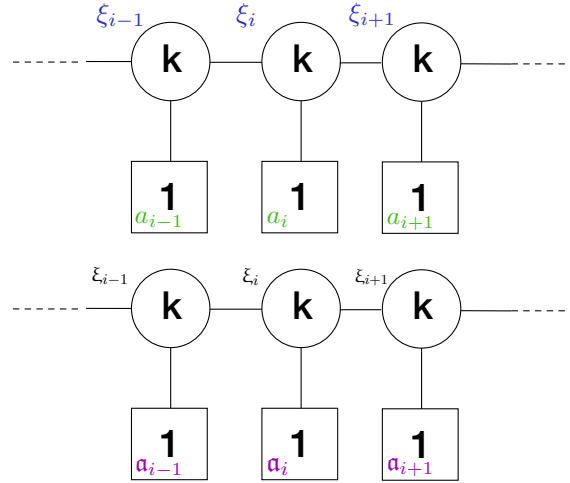 ξ_{i−1} ξ_i ξ_{i+1}
k k k
1 1 1
a_{i−1} a_i a_{i+1}
ξ_{i−1} ξ_i ξ_{i+1}
k k k
1 1 1
𝔞_{i−1} 𝔞_i 𝔞_{i+1}